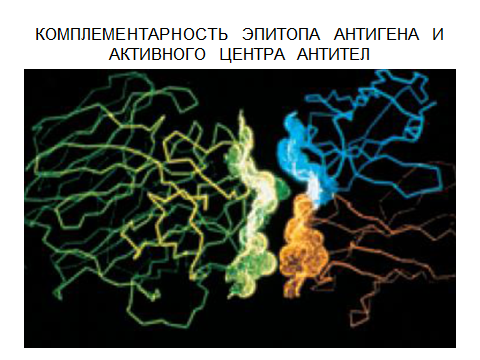 КОМПЛЕМЕНТАРНОСТЬ ЭПИТОПА АНТИГЕНА И
АКТИВНОГО ЦЕНТРА АНТИТЕЛ